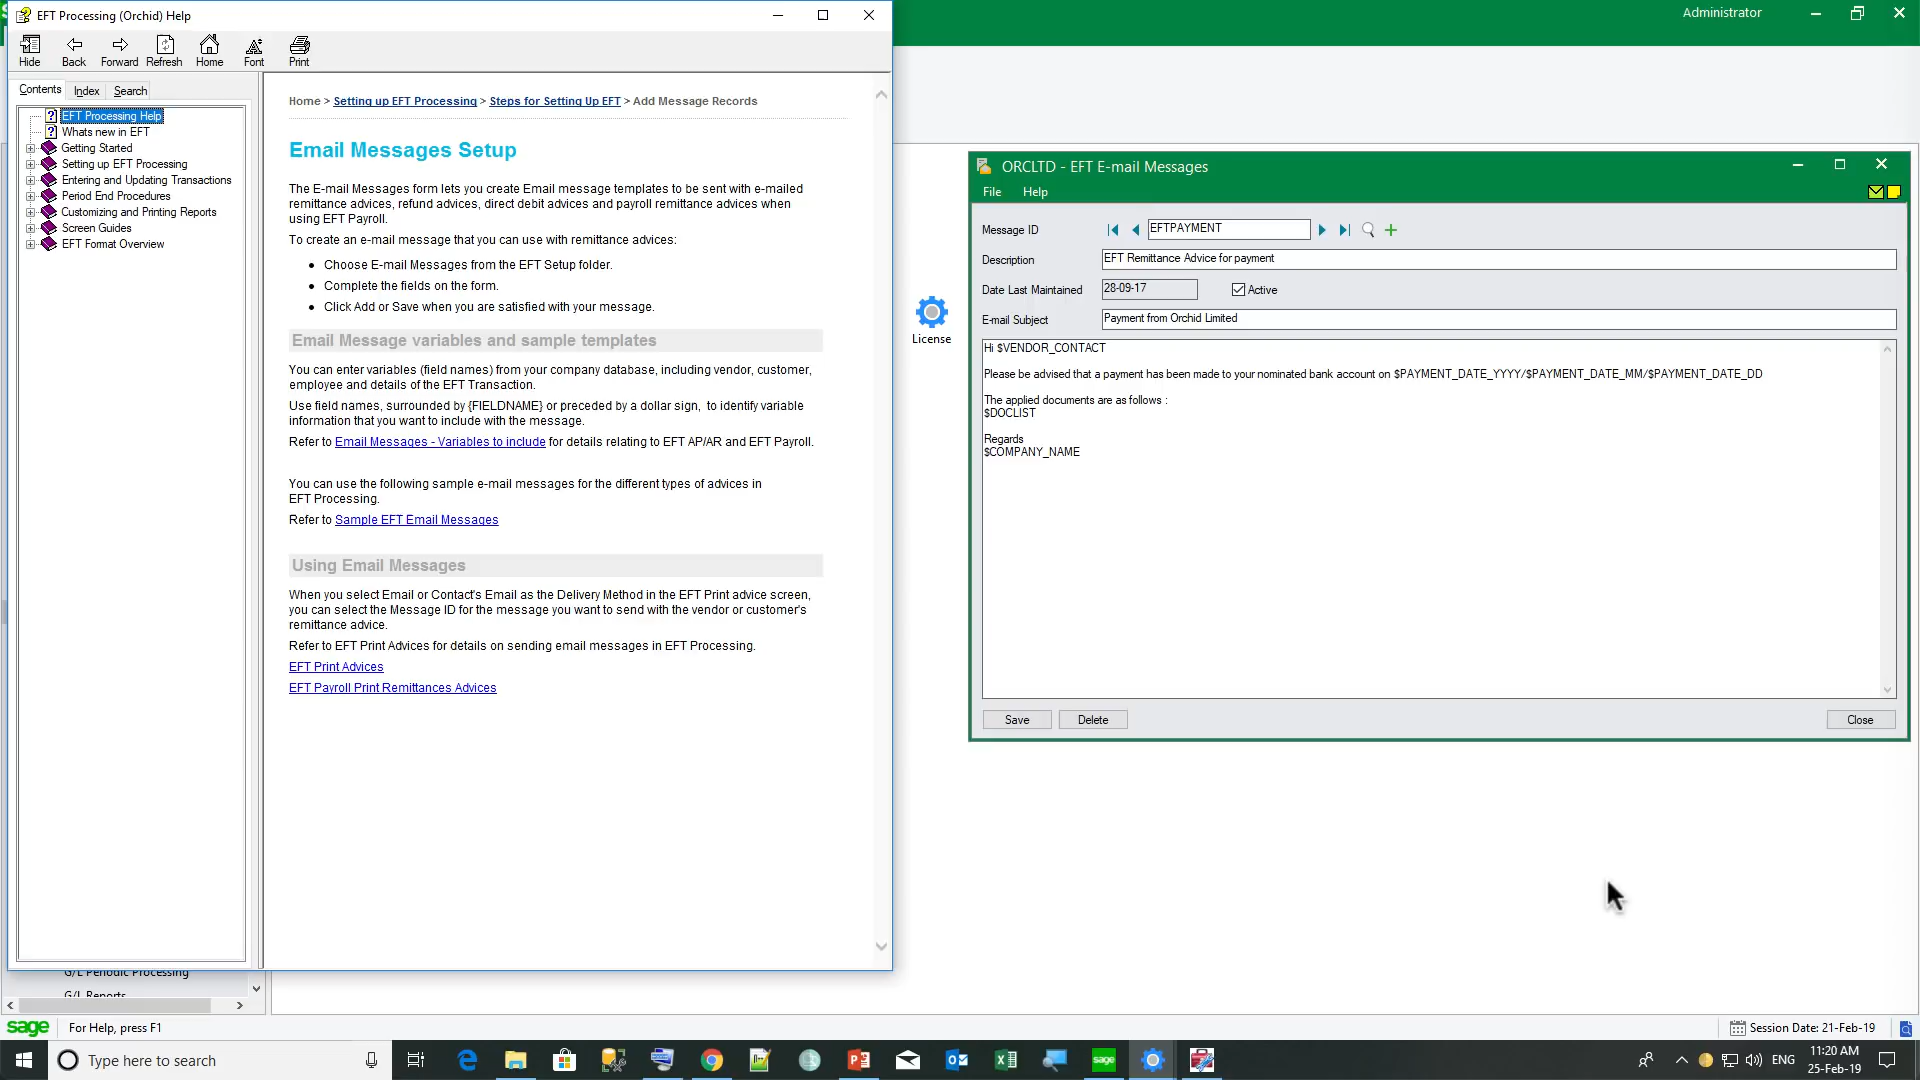 EFT Processing (Orchid) Help
Administrator
Hide Back Forward Refresh Home Font Print
Contents Index Search
EFT Processing Help
Whats new in EFT
Getting Started
Setting up EFT Processing
Entering and Updating Transactions
Period End Procedures
Customizing and Printing Reports
Screen Guides
EFT Format Overview
Home > Setting up EFT Processing > Steps for Setting Up EFT > Add Message Records
Email Messages Setup
The E-mail Messages form lets you create Email message templates to be sent with e-mailed
remittance advices, refund advices, direct debit advices and payroll remittance advices when
using EFT Payroll.
To create an e-mail message that you can use with remittance advices:
• Choose E-mail Messages from the EFT Setup folder.
• Complete the fields on the form.
• Click Add or Save when you are satisfied with your message.
Email Message variables and sample templates
You can enter variables (field names) from your company database, including vendor, customer,
employee and details of the EFT Transaction.
Use field names, surrounded by {FIELDNAME} or preceded by a dollar sign, to identify variable
information that you want to include with the message.
Refer to Email Messages - Variables to include for details relating to EFT AP/AR and EFT Payroll.
You can use the following sample e-mail messages for the different types of advices in
EFT Processing.
Refer to Sample EFT Email Messages
Using Email Messages
When you select Email or Contact's Email as the Delivery Method in the EFT Print advice screen,
you can select the Message ID for the message you want to send with the vendor or customer's
remittance advice.
Refer to EFT Print Advices for details on sending email messages in EFT Processing.
EFT Print Advices
EFT Payroll Print Remittances Advices
License
ORCLTD - EFT E-mail Messages
File Help
Message ID EFTPAYMENT
Description EFT Remittance Advice for payment
Date Last Maintained 28-09-17 Active
E-mail Subject Payment from Orchid Limited
Hi $VENDOR_CONTACT
Please be advised that a payment has been made to your nominated bank account on $PAYMENT_DATE_YYYY/$PAYMENT_DATE_MM/$PAYMENT_DATE_DD
The applied documents are as follows :
$DOCLIST
Regards
$COMPANY_NAME
Save Delete Close
G/L Periodic Processing
G/L Reports
sage For Help, press F1
Session Date: 21-Feb-19
Type here to search
sage
ENG
11:20 AM
25-Feb-19